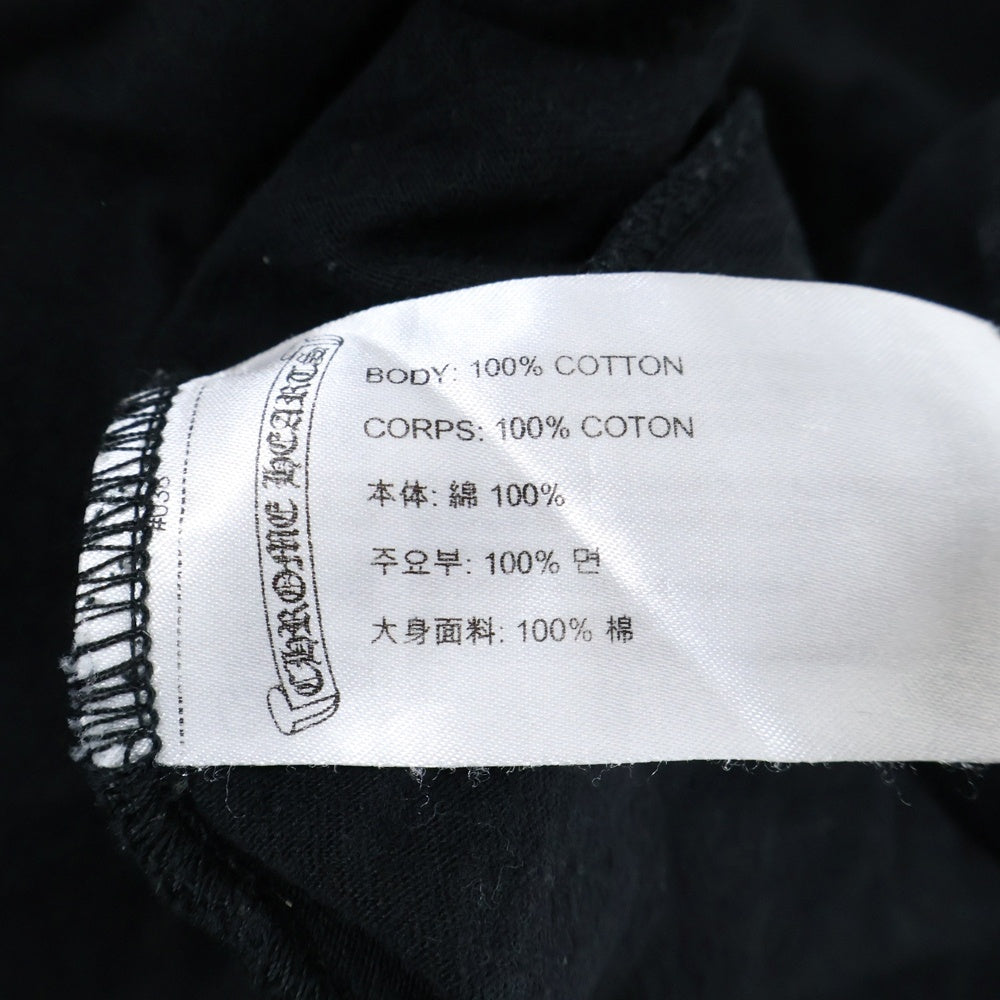 CHROME HEARTS
BODY: 100% COTTON
CORPS: 100% COTON
本体: 綿 100%
주요부: 100% 면
大身面料: 100% 棉